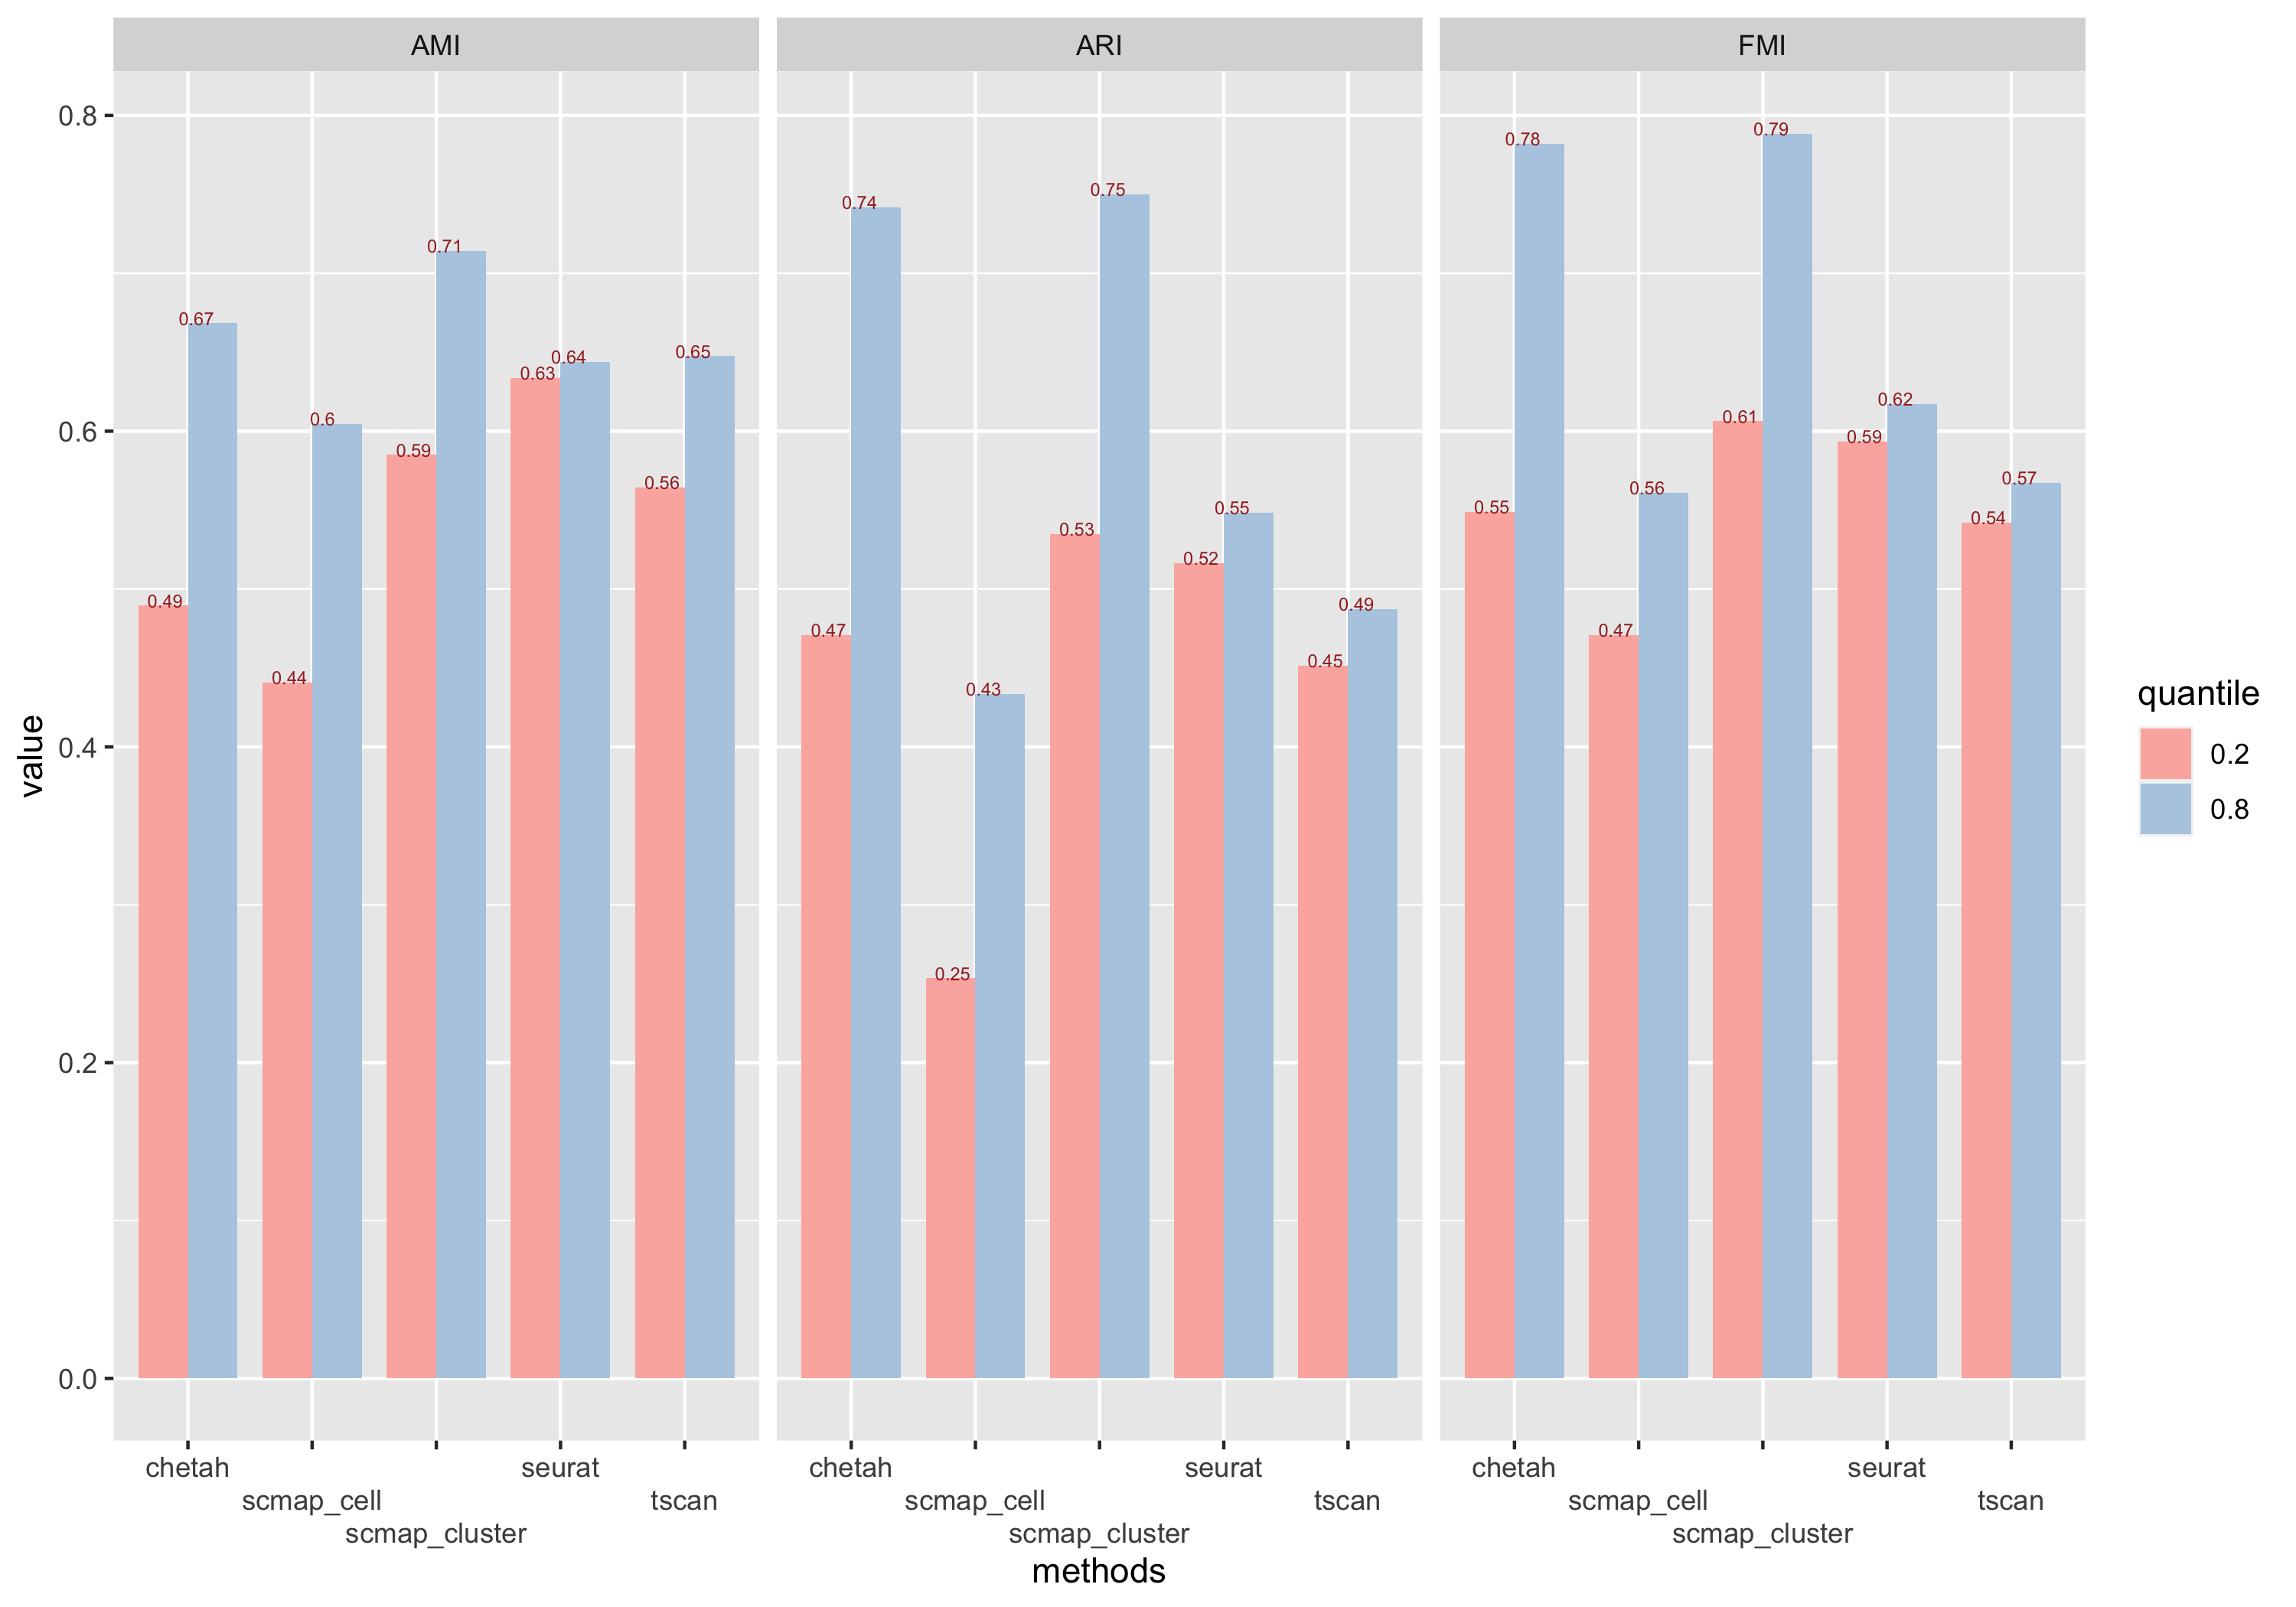 AMI
ARI
FMI
0.8
0.6
0.4
0.2
0.0
value
0.49
0.67
0.44
0.6
0.59
0.71
0.63
0.64
0.56
0.65
0.47
0.74
0.25
0.43
0.53
0.75
0.52
0.55
0.45
0.49
0.55
0.78
0.47
0.56
0.61
0.79
0.59
0.62
0.54
0.57
chetah
scmap_cell
scmap_cluster
seurat
tscan
chetah
scmap_cell
scmap_cluster
seurat
tscan
chetah
scmap_cell
scmap_cluster
seurat
tscan
methods
quantile
0.2
0.8